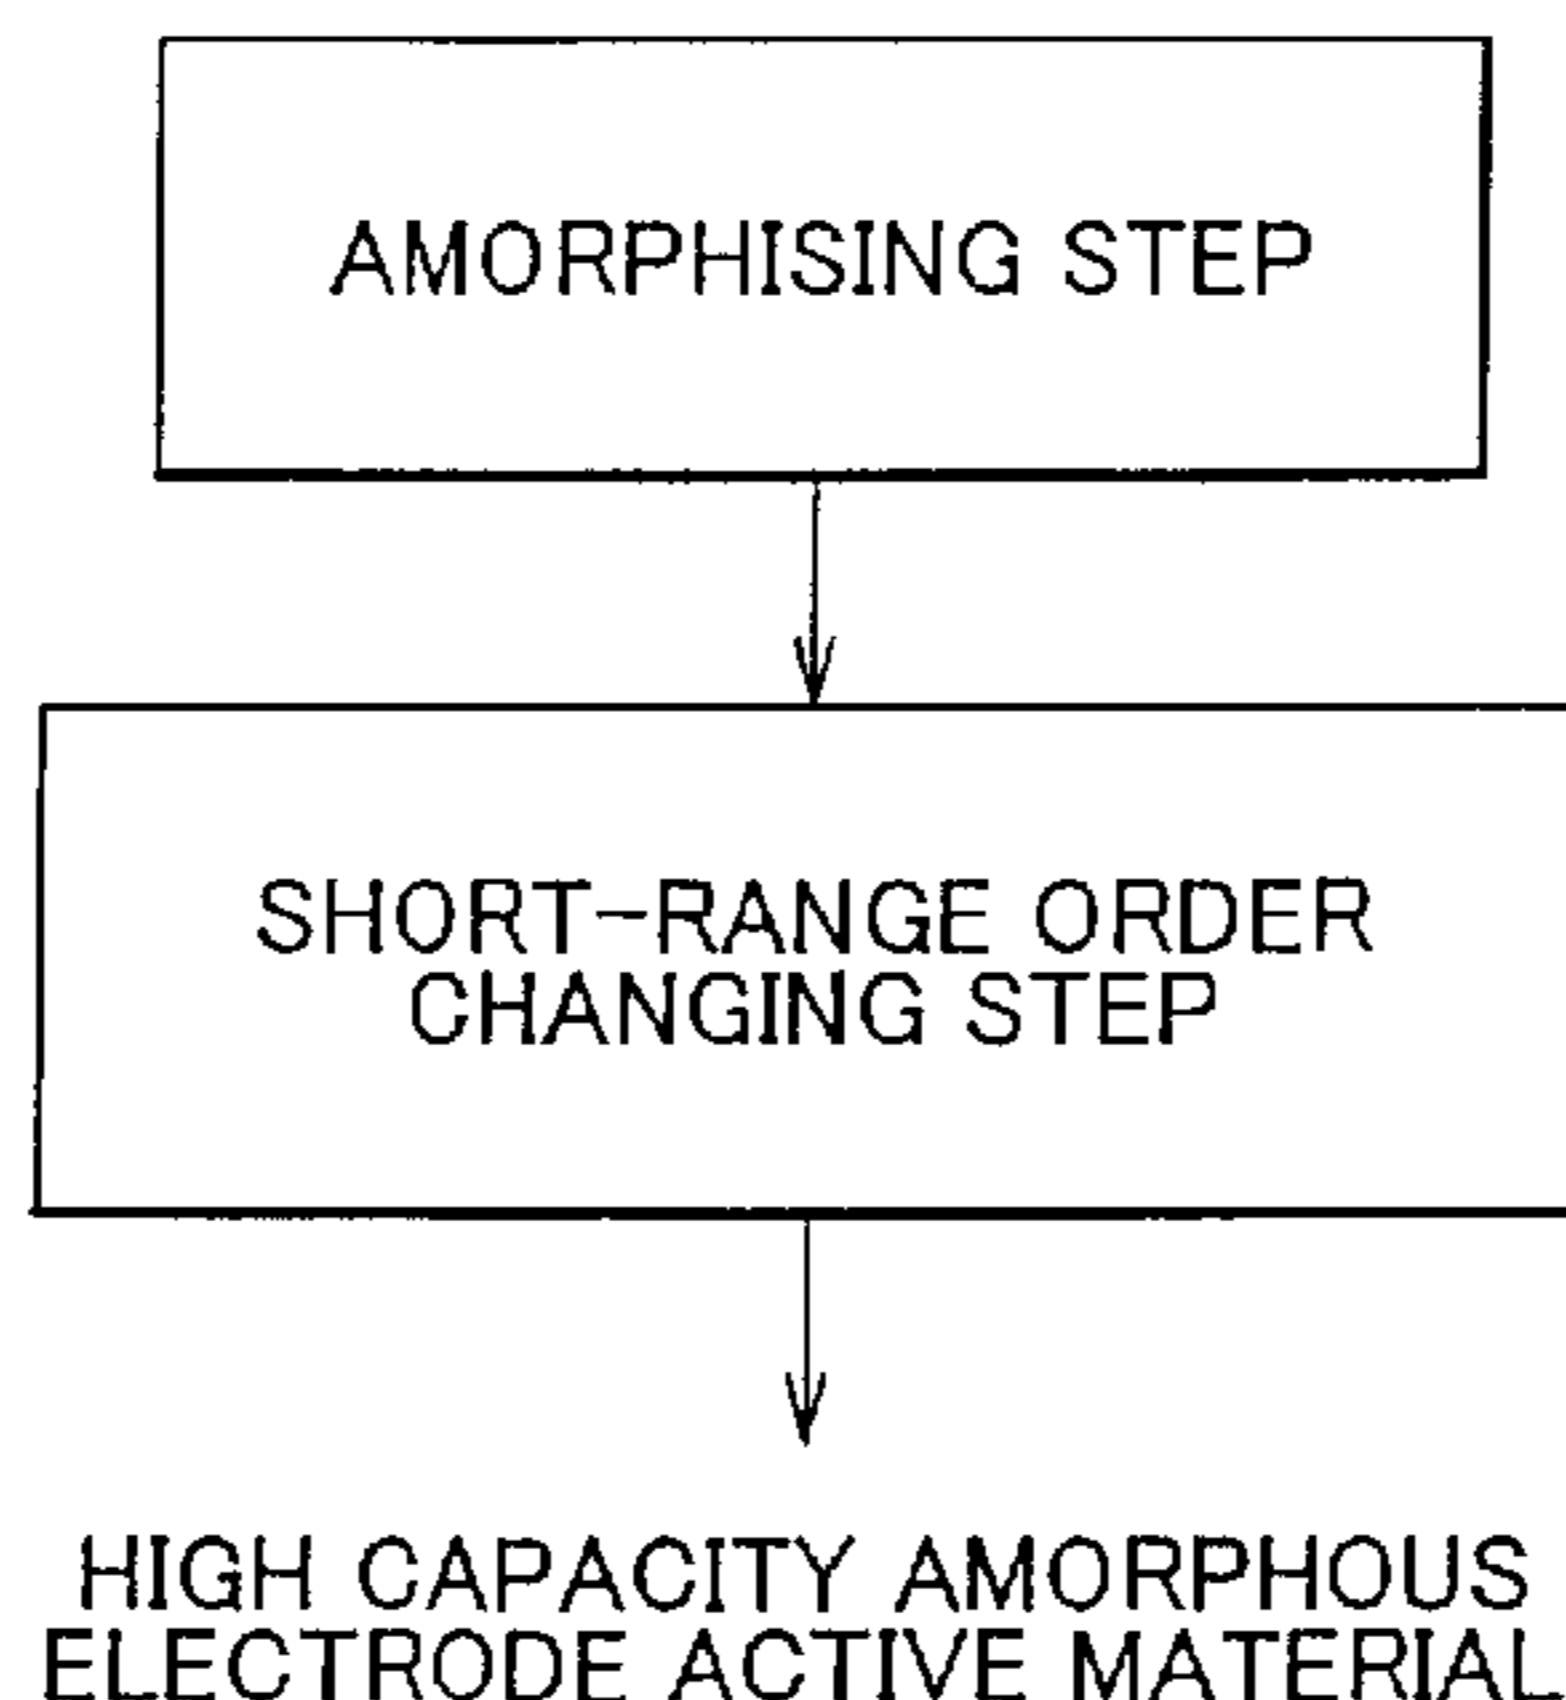 AMORPHISING STEP
SHORT-RANGE ORDER
CHANGING STEP
HIGH CAPACITY AMORPHOUS
ELECTRODE ACTIVE MATERIAL